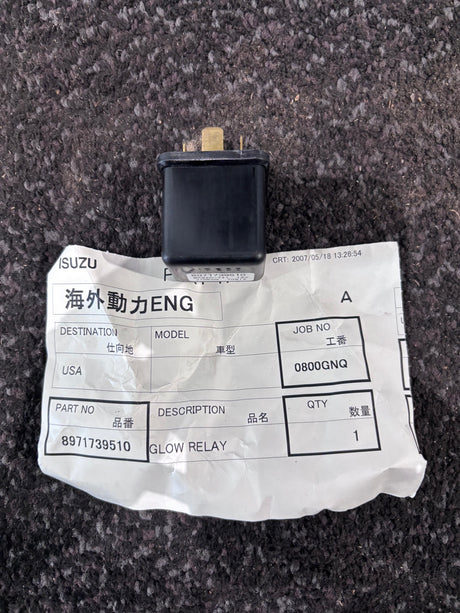 ISUZU
CRT: 2007/05/18 13:28:54
海外動力ENG
A
DESTINATION 仕向地
MODEL 車型
JOB NO 工番
USA
0800GNQ
PART NO 品番
DESCRIPTION 品名
QTY 数量
8971739510
GLOW RELAY
1